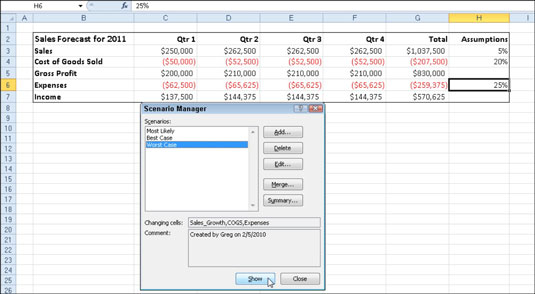 H6 fx 25%
A B C D E F G H I
1
2 Sales Forecast for 2011 Qtr 1 Qtr 2 Qtr 3 Qtr 4 Total Assumptions
3 Sales $250,000 $262,500 $262,500 $262,500 $1,037,500 5%
4 Cost of Goods Sold ($50,000) ($52,500) ($52,500) ($52,500) ($207,500) 20%
5 Gross Profit $200,000 $210,000 $210,000 $210,000 $830,000
6 Expenses ($62,500) ($65,625) ($65,625) ($65,625) ($259,375) 25%
7 Income $137,500 $144,375 $144,375 $144,375 $570,625
8 Scenario Manager ?
9 Scenarios:
10 Most Likely Add...
11 Best Case
12 Worst Case Delete
13 Edit...
14
15
16 Merge...
17 Summary...
18
19 Changing cells: Sales_Growth,COGS,Expenses
20 Comment: Created by Greg on 2/5/2010
21
22
23
24 Show Close
25
26